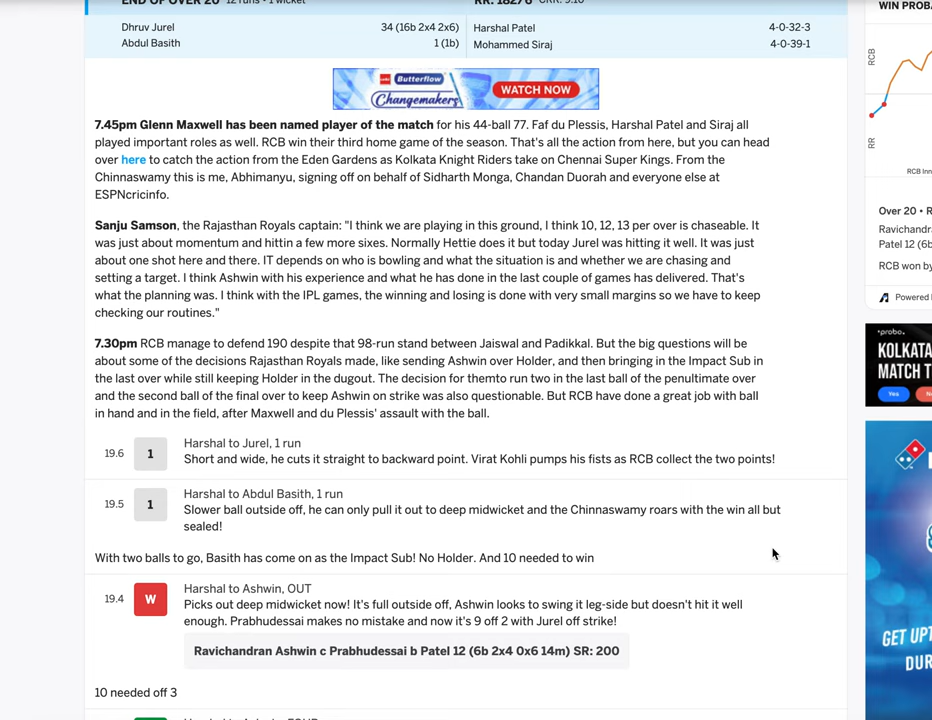 END OF OVER 20
Dhruv Jurel 34 (16b 2x4 2x6) Harshal Patel 4-0-32-3
Abdul Basith 1 (1b) Mohammed Siraj 4-0-39-1
Butterflow
Changemakers
WATCH NOW
7.45pm Glenn Maxwell has been named player of the match for his 44-ball 77. Faf du Plessis, Harshal Patel and Siraj all
played important roles as well. RCB win their third home game of the season. That's all the action from here, but you can head
over here to catch the action from the Eden Gardens as Kolkata Knight Riders take on Chennai Super Kings. From the
Chinnaswamy this is me, Abhimanyu, signing off on behalf of Sidharth Monga, Chandan Duorah and everyone else at
ESPNcricinfo.
Sanju Samson, the Rajasthan Royals captain: "I think we are playing in this ground, I think 10, 12, 13 per over is chaseable. It
was just about momentum and hittin a few more sixes. Normally Hettie does it but today Jurel was hitting it well. It was just
about one shot here and there. IT depends on who is bowling and what the situation is and whether we are chasing and
setting a target. I think Ashwin with his experience and what he has done in the last couple of games has delivered. That's
what the planning was. I think with the IPL games, the winning and losing is done with very small margins so we have to keep
checking our routines."
7.30pm RCB manage to defend 190 despite that 98-run stand between Jaiswal and Padikkal. But the big questions will be
about some of the decisions Rajasthan Royals made, like sending Ashwin over Holder, and then bringing in the Impact Sub in
the last over while still keeping Holder in the dugout. The decision for themto run two in the last ball of the penultimate over
and the second ball of the final over to keep Ashwin on strike was also questionable. But RCB have done a great job with ball
in hand and in the field, after Maxwell and du Plessis' assault with the ball.
19.6 1 Harshal to Jurel, 1 run
Short and wide, he cuts it straight to backward point. Virat Kohli pumps his fists as RCB collect the two points!
19.5 1 Harshal to Abdul Basith, 1 run
Slower ball outside off, he can only pull it out to deep midwicket and the Chinnaswamy roars with the win all but
sealed!
With two balls to go, Basith has come on as the Impact Sub! No Holder. And 10 needed to win
19.4 W Harshal to Ashwin, OUT
Picks out deep midwicket now! It's full outside off, Ashwin looks to swing it leg-side but doesn't hit it well
enough. Prabhudessai makes no mistake and now it's 9 off 2 with Jurel off strike!
Ravichandran Ashwin c Prabhudessai b Patel 12 (6b 2x4 0x6 14m) SR: 200
10 needed off 3
WIN PROB
RCB
RR
RCB Inn
Over 20 • R
Ravichandr
Patel 12 (6b
RCB won by
Powered
probo.
KOLKATA
MATCH T
Yes
GET UPT
DUR